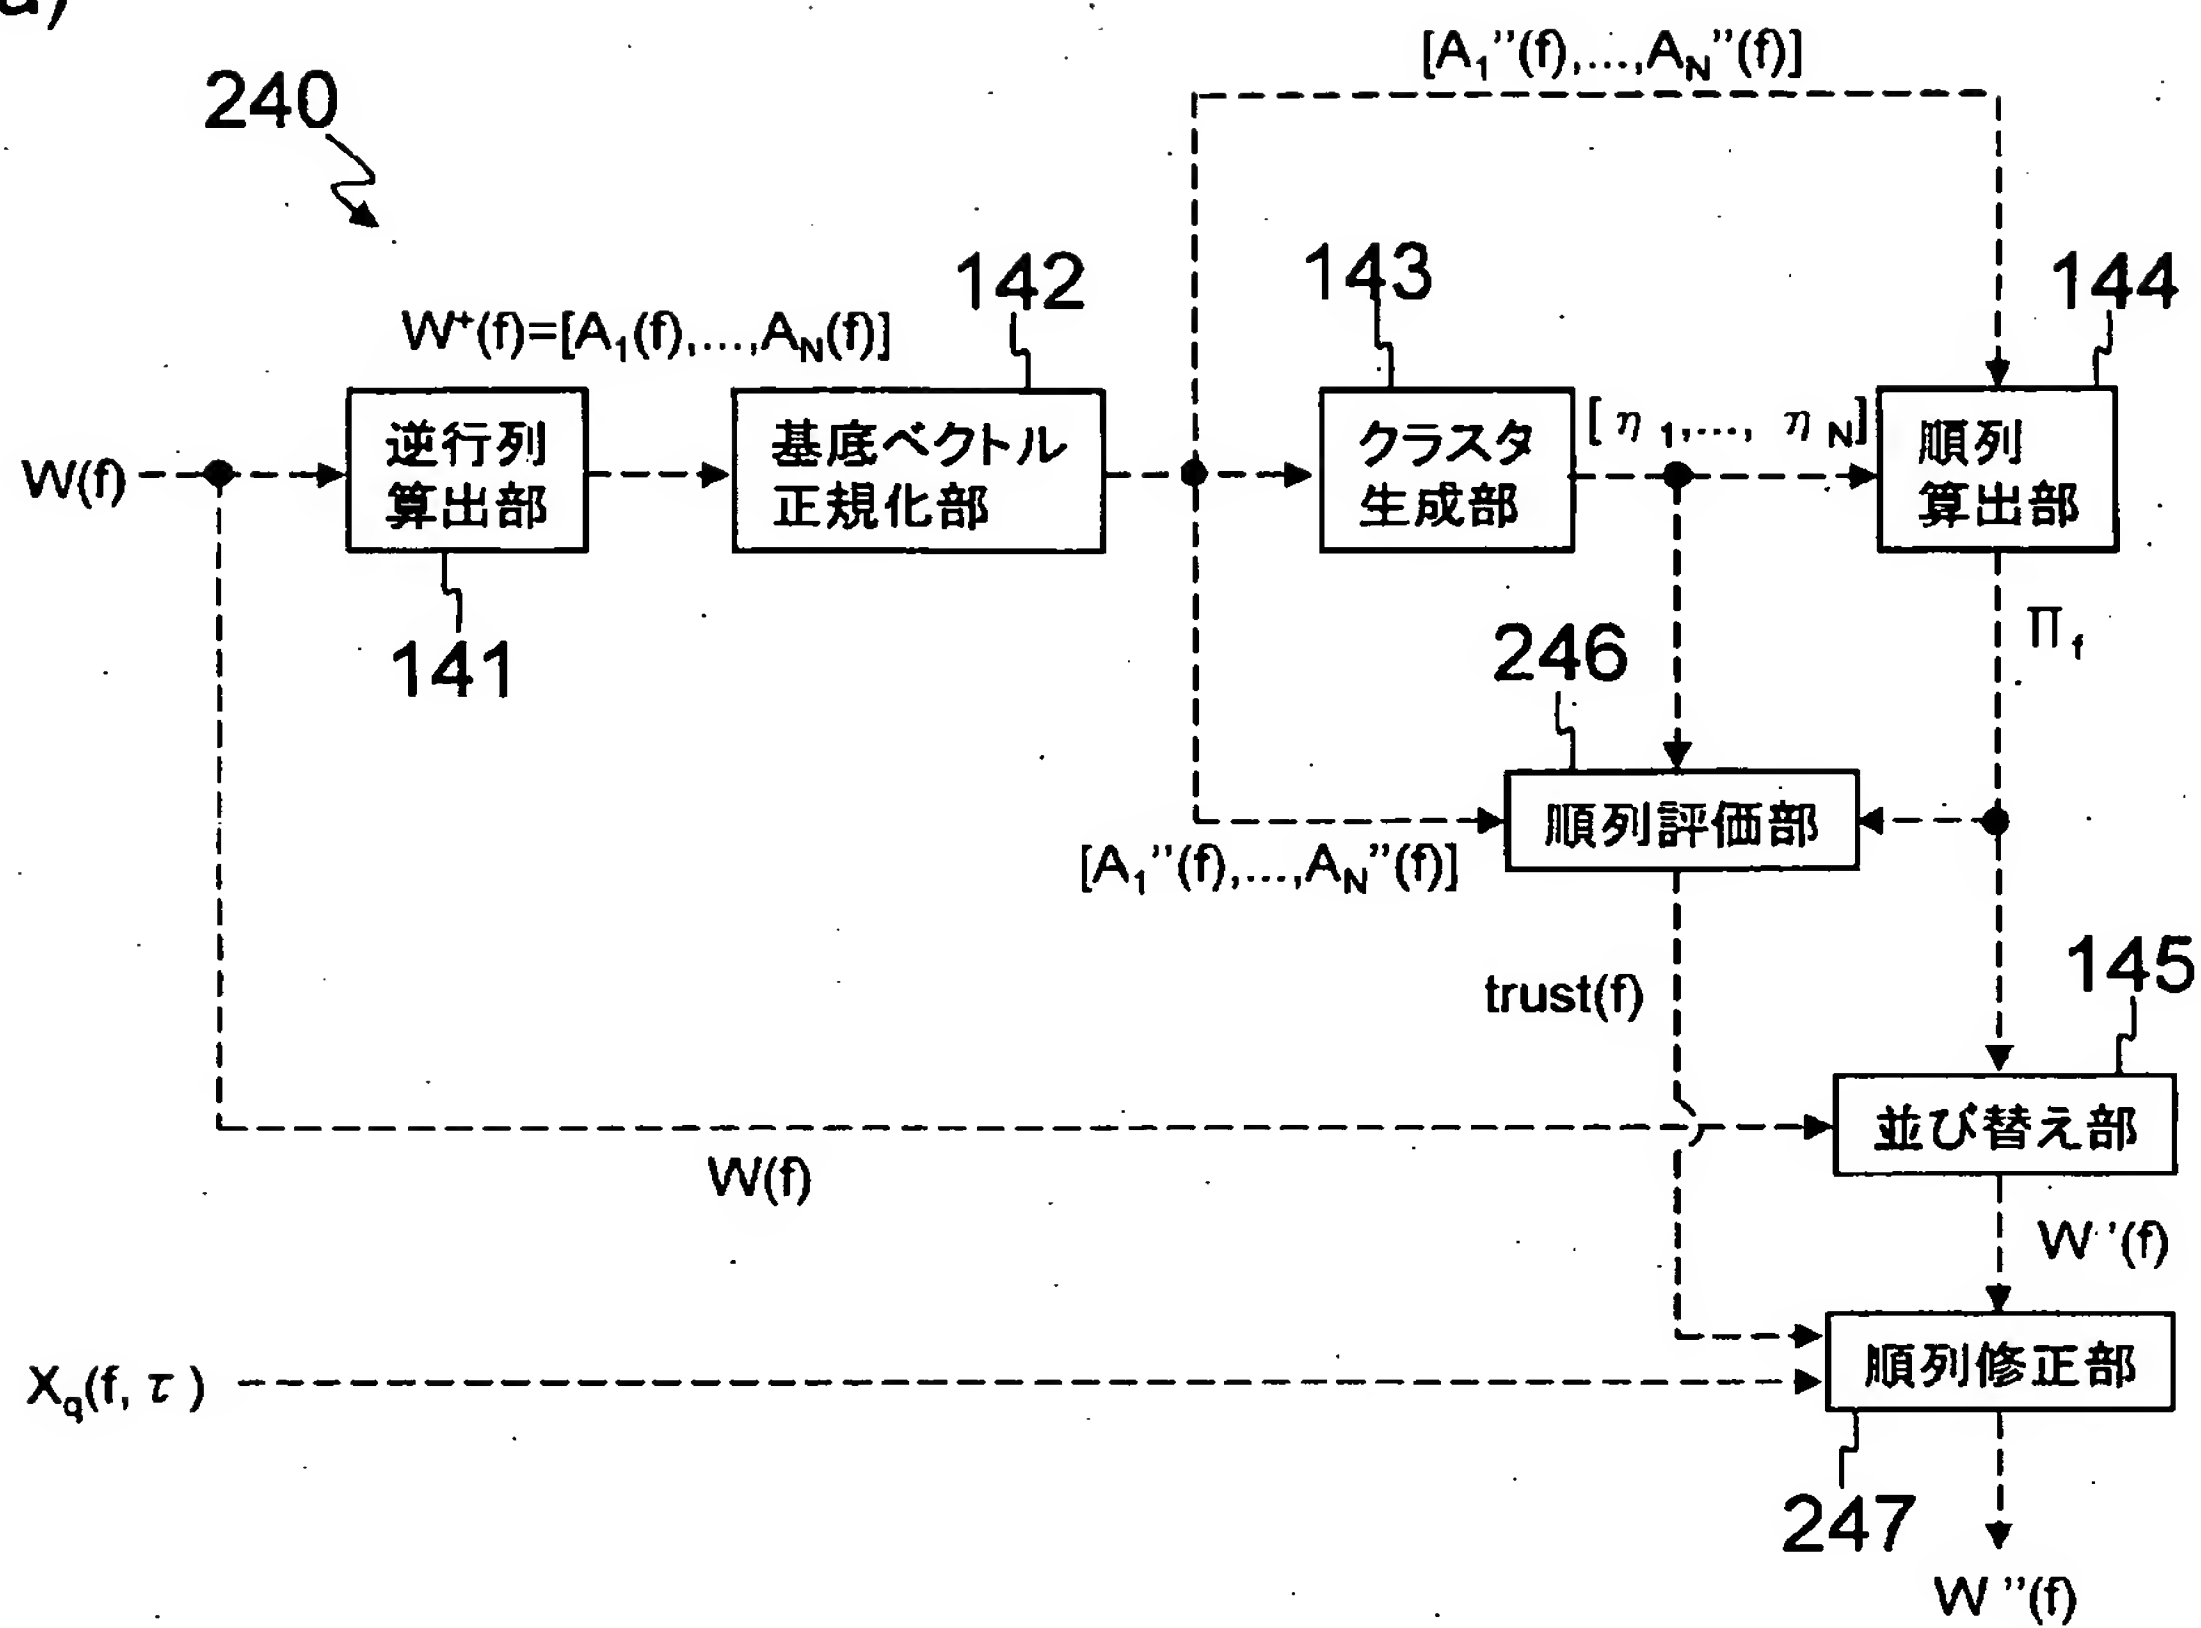 a)
[A1''(f),...,AN''(f)]
240
142
143
144
W+(f)=[A1(f),...,AN(f)]
[η1,..., ηN]
W(f)
逆行列
算出部
基底ベクトル
正規化部
クラスタ
生成部
順列
算出部
141
246
Πf
順列評価部
[A1''(f),...,AN''(f)]
145
trust(f)
並び替え部
W(f)
W'(f)
順列修正部
Xq(f, τ)
247
W''(f)